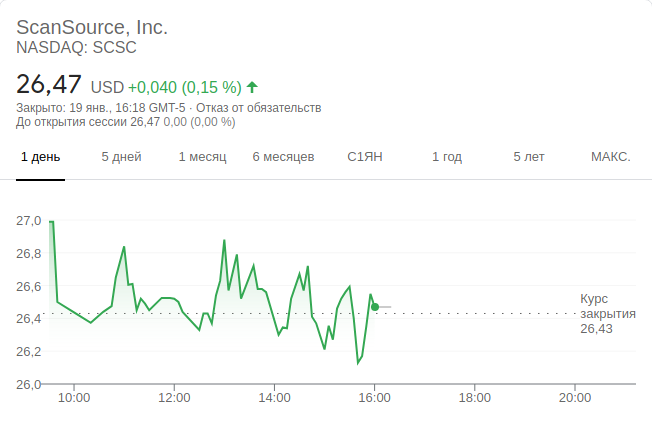 ScanSource, Inc.
NASDAQ: SCSC
26,47 USD +0,040 (0,15 %)
Закрыто: 19 янв., 16:18 GMT-5 · Отказ от обязательств
До открытия сессии 26,47 0,00 (0,00 %)
1 день 5 дней 1 месяц 6 месяцев С1ЯН 1 год 5 лет МАКС.
27,0
26,8
26,6
26,4
26,2
26,0
Курс
закрытия
26,43
10:00 12:00 14:00 16:00 18:00 20:00